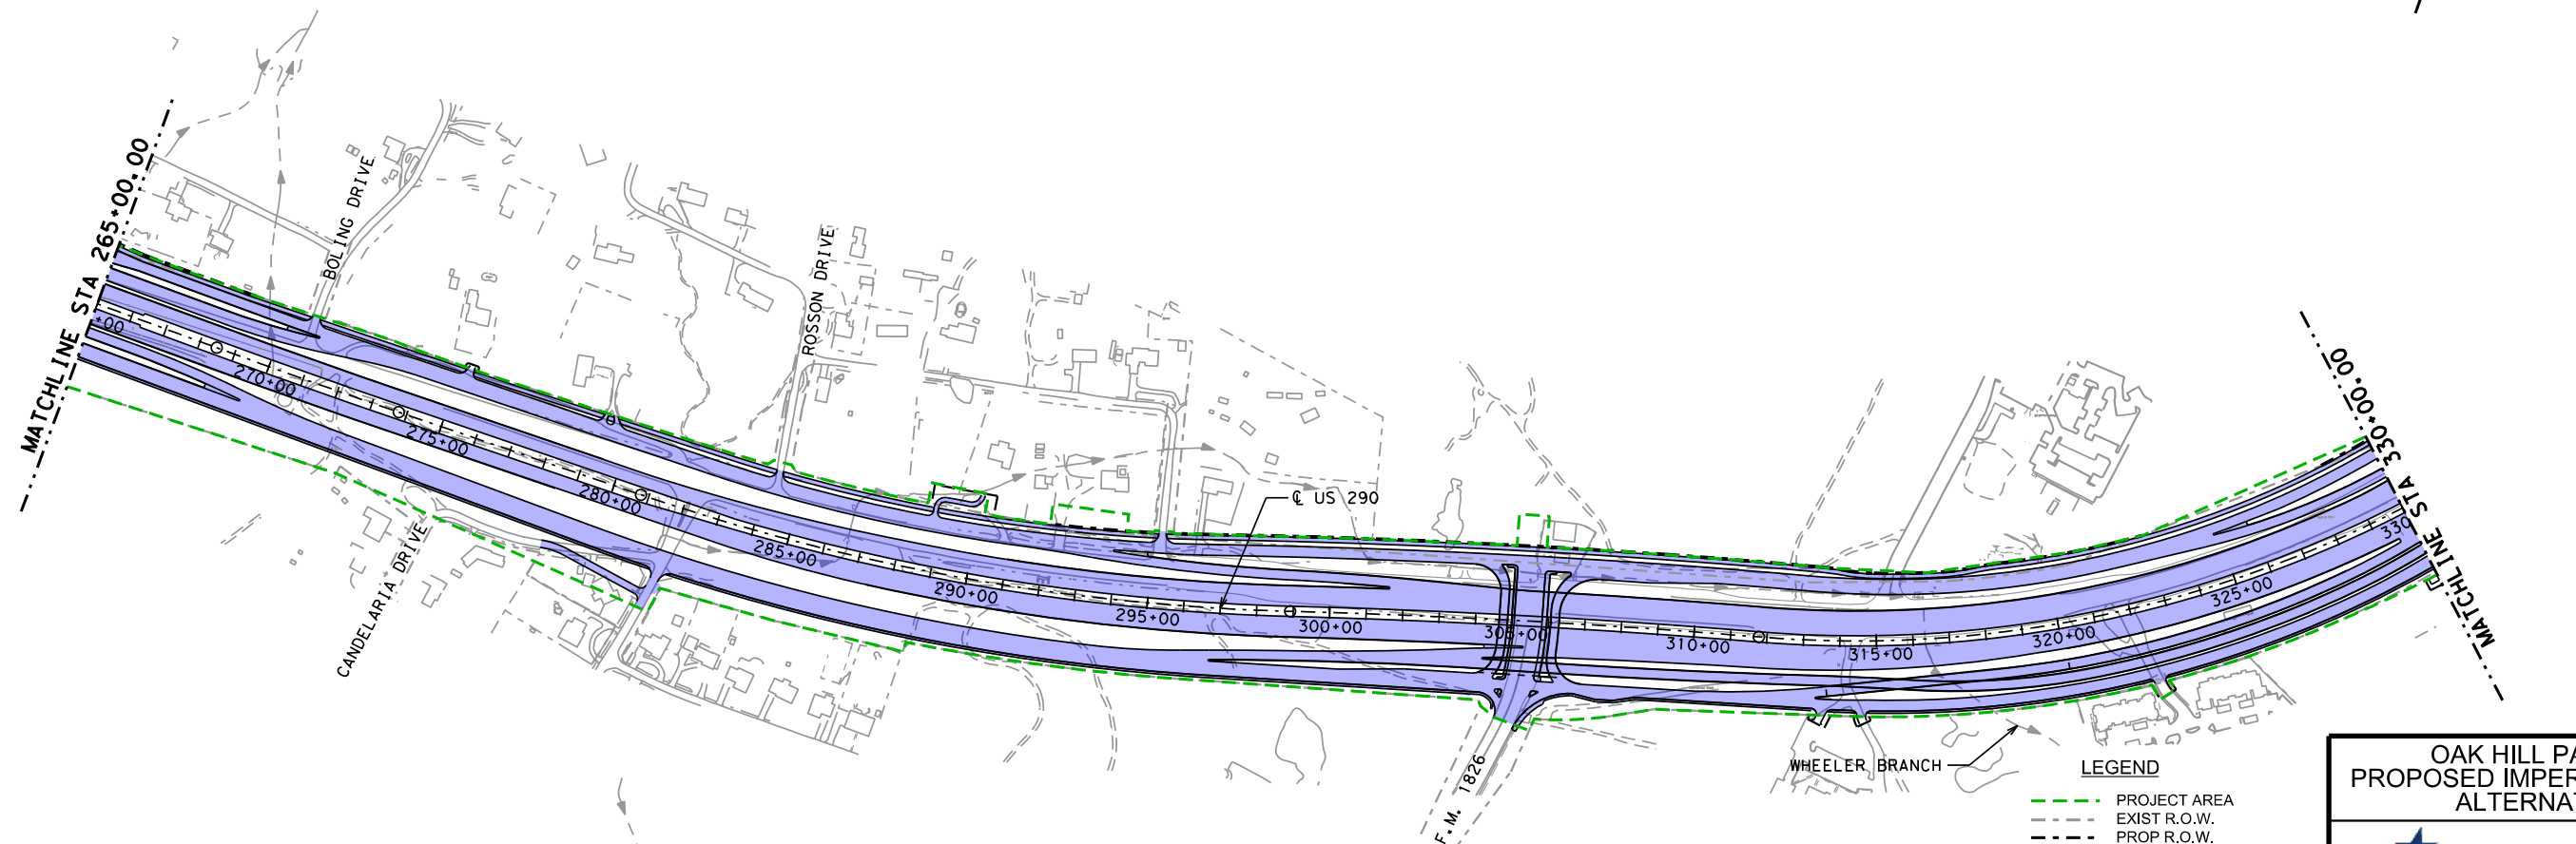 MATCHLINE STA 265+00.00
BOLING DRIVE
ROSSON DRIVE
CANDELARIA DRIVE
+00
270+00
275+00
280+00
285+00
290+00
295+00
300+00
305+00
310+00
315+00
320+00
325+00
330
℄ US 290
F.M. 1826
WHEELER BRANCH
MATCHLINE STA 330+00.00
LEGEND
PROJECT AREA
EXIST R.O.W.
PROP R.O.W.
OAK HILL PA
PROPOSED IMPER
ALTERNAT